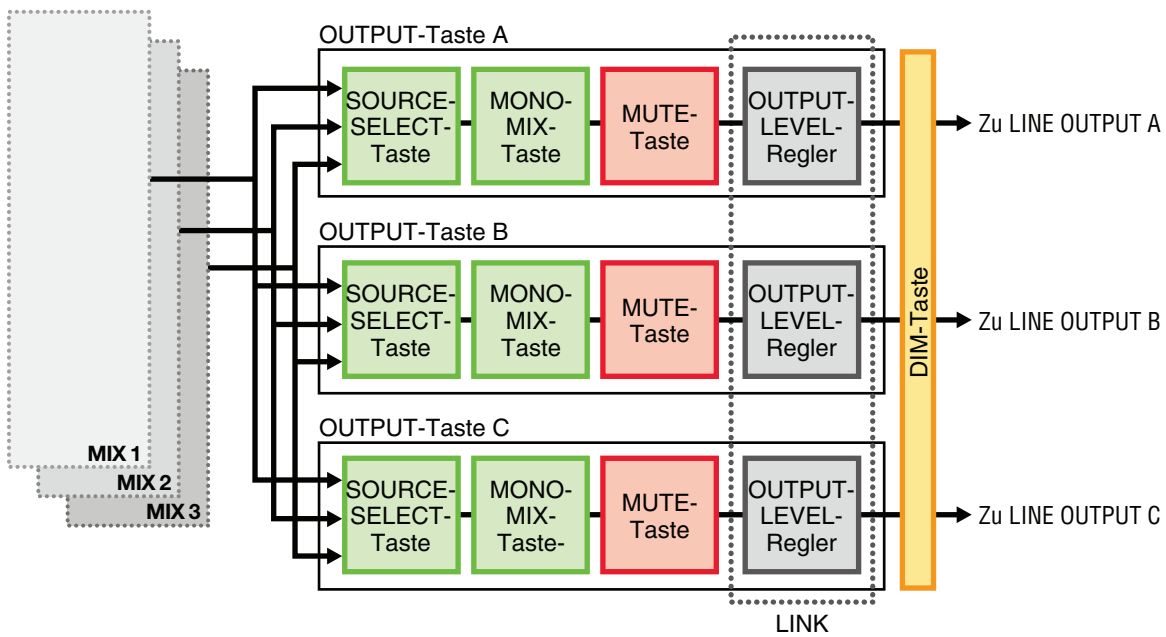 OUTPUT-Taste A
SOURCE-
SELECT-
Taste
MONO-
MIX-
Taste
MUTE-
Taste
OUTPUT-
LEVEL-
Regler
Zu LINE OUTPUT A
OUTPUT-Taste B
SOURCE-
SELECT-
Taste
MONO-
MIX-
Taste
MUTE-
Taste
OUTPUT-
LEVEL-
Regler
Zu LINE OUTPUT B
DIM-Taste
OUTPUT-Taste C
SOURCE-
SELECT-
Taste
MONO-
MIX-
Taste-
MUTE-
Taste
OUTPUT-
LEVEL-
Regler
Zu LINE OUTPUT C
MIX 1
MIX 2
MIX 3
LINK